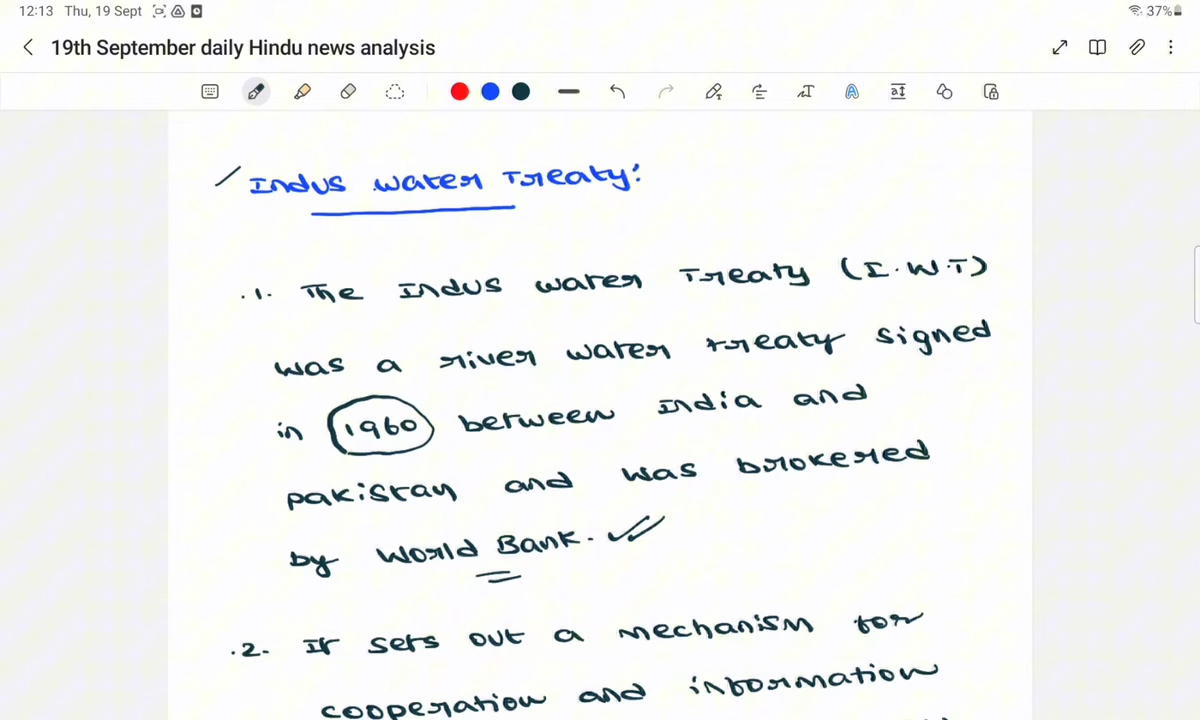 12:13 Thu, 19 Sept 37%
19th September daily Hindu news analysis
Indus Water Treaty:
.1. The Indus Water Treaty (I.W.T)
was a river water treaty signed
in 1960 between India and
pakistan and was brokered
by World Bank.
.2. It sets out a mechanism for
cooperation and information